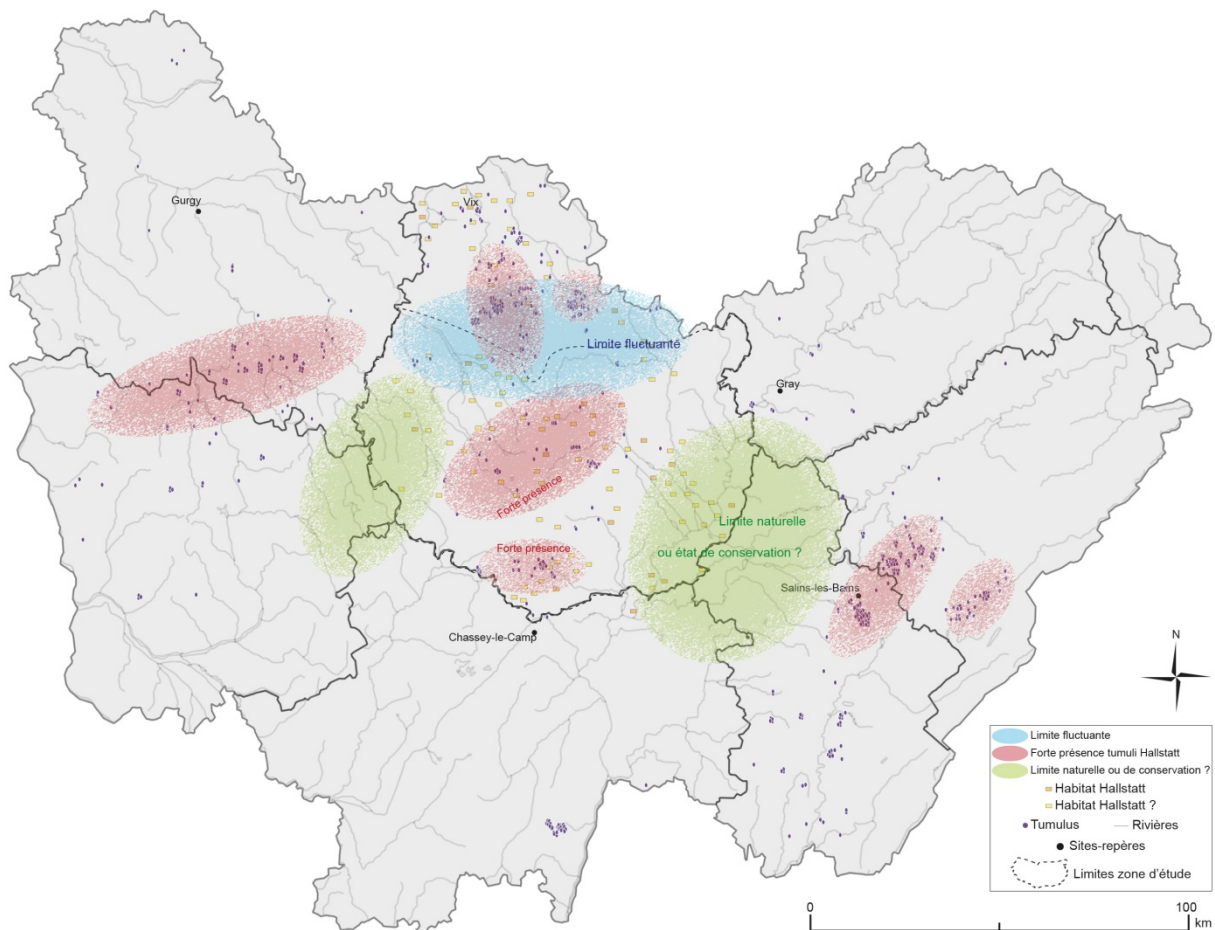 Gurgy
Vix
Limite fluctuante
Gray
Forte présence
Limite naturelle
ou état de conservation ?
Forte présence
Salins-les-Bains
Chassey-le-Camp
N
Limite fluctuante
Forte présence tumuli Hallstatt
Limite naturelle ou de conservation ?
Habitat Hallstatt
Habitat Hallstatt ?
Tumulus
Rivières
Sites-repères
Limites zone d'étude
0
100
km